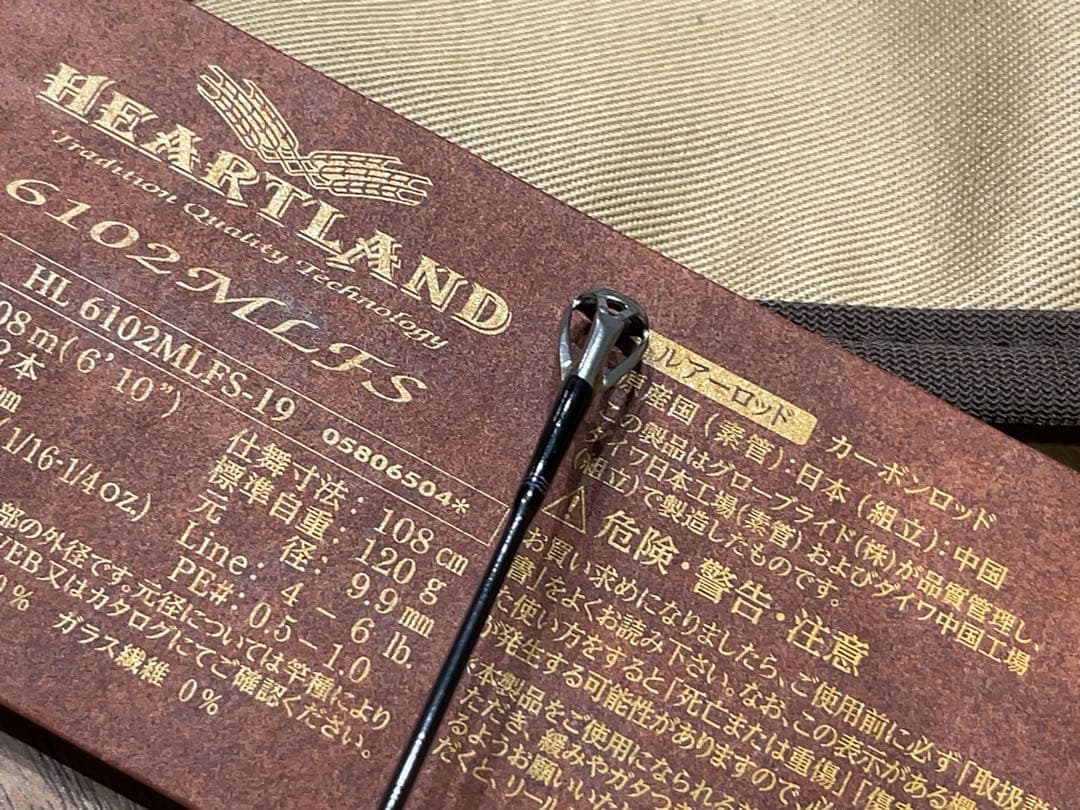 HEARTLAND
Tradition Quality Technology
6102MLFS
HL 6102MLFS-19
05806504*
08m(6'10")
2本
仕舞寸法: 108 cm
標準自重: 120 g
元 径: 9.9 mm
(1/16-1/4oz.)
Line: 4 - 6 lb.
PE#: 0.5-1.0
部の外径です。元径については竿種により
WEB又はカタログにてご確認ください。
ガラス繊維 0%
ルアーロッド カーボンロッド
原産国(素管):日本(組立):中国
この製品はグローブライド(株)が品質管理し、
ダイワ日本工場(素管)およびダイワ中国工場
(組立)で製造したものです。
危険・警告・注意
お買い求めになりましたら、ご使用前に必ず「取扱説
書」をよくお読み下さい。なお、この表示がある
た使い方をすると「死亡または重傷」「傷
が発生する可能性がありますので、
本製品をご使用になられる
ただき、緩みやガタつき
るようお願いいた
だくと、リール